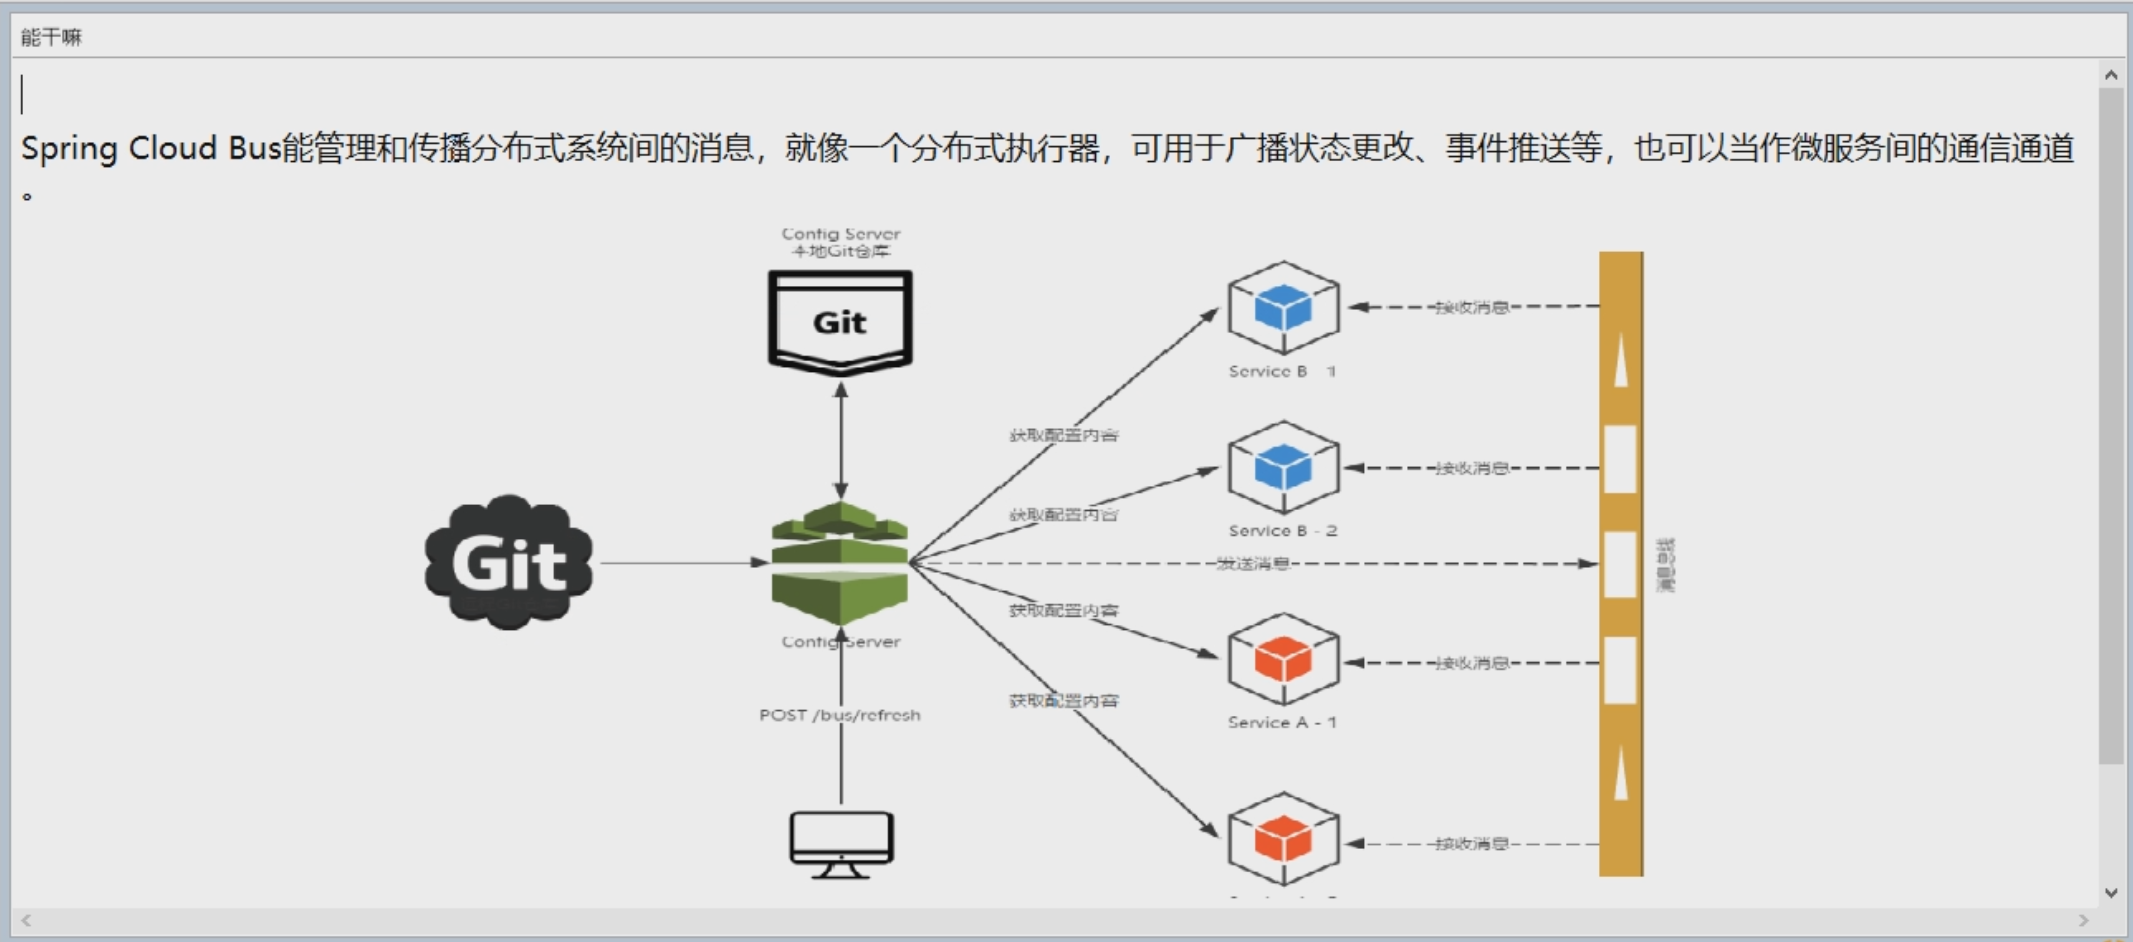 能干嘛
Spring Cloud Bus能管理和传播分布式系统间的消息，就像一个分布式执行器，可用于广播状态更改、事件推送等，也可以当作微服务间的通信通道
。
Config Server
本地Git仓库
Git
接收消息
Service B - 1
获取配置内容
接收消息
获取配置内容
Service B - 2
Git
发送消息
消息总线
获取配置内容
Config Server
接收消息
获取配置内容
Service A - 1
POST /bus/refresh
接收消息